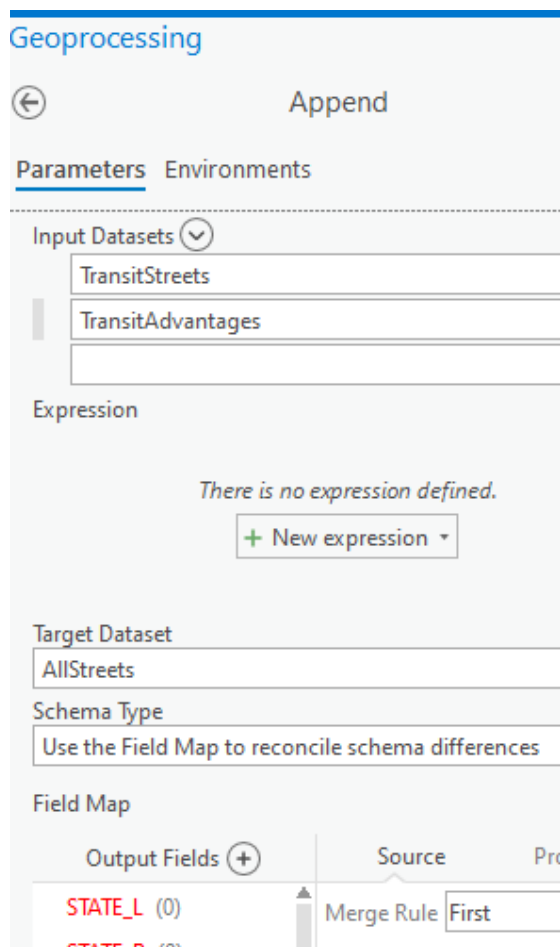 Geoprocessing
Append
Parameters Environments
Input Datasets
TransitStreets
TransitAdvantages
Expression
There is no expression defined.
+ New expression
Target Dataset
AllStreets
Schema Type
Use the Field Map to reconcile schema differences
Field Map
Output Fields Source
STATE_L (0) Merge Rule First